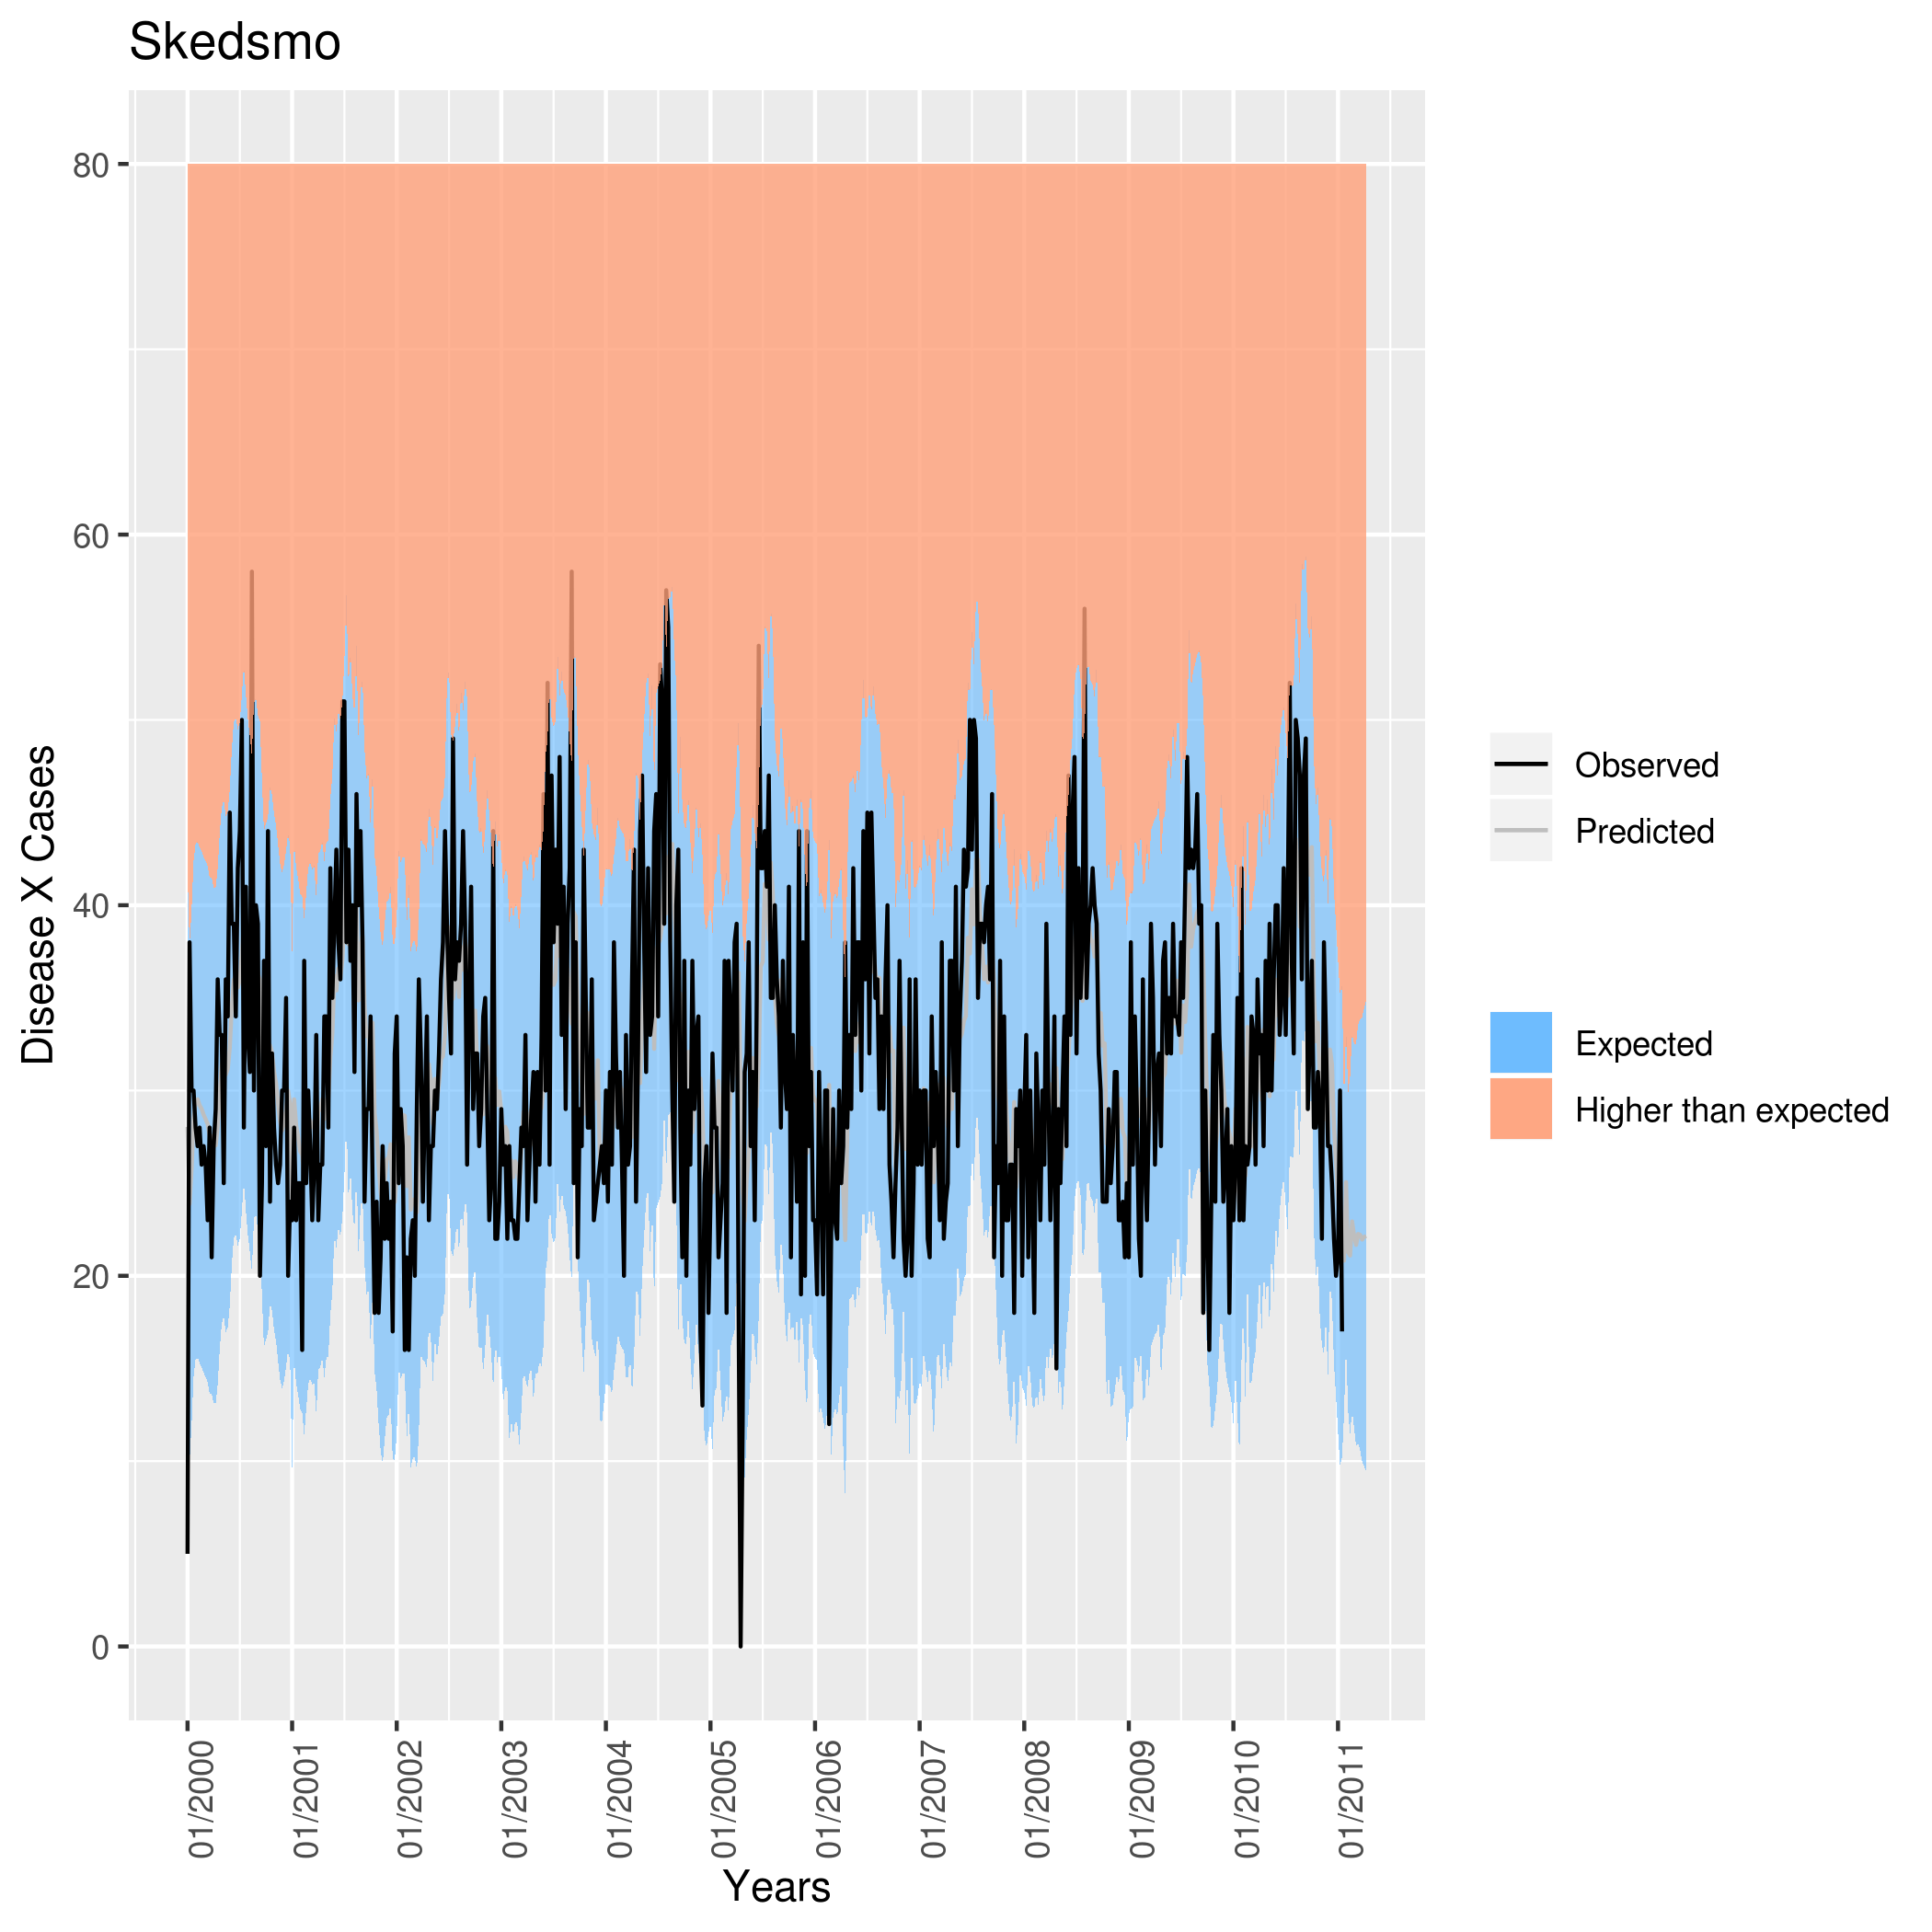 Skedsmo
Disease X Cases
80
60
40
20
0
01/2000
01/2001
01/2002
01/2003
01/2004
01/2005
01/2006
01/2007
01/2008
01/2009
01/2010
01/2011
Years
Observed
Predicted
Expected
Higher than expected